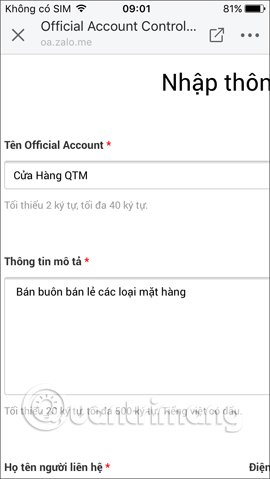 Không có SIM 09:01 81%
Official Account Control...
oa.zalo.me
Nhập thôn
Tên Official Account *
Cửa Hàng QTM
Tối thiểu 2 ký tự, tối đa 40 ký tự.
Thông tin mô tả *
Bán buôn bán lẻ các loại mặt hàng
Tối thiểu 20 ký tự, tối đa 500 ký tự. Tiếng việt có dấu.
quantrimang
Họ tên người liên hệ * Điện